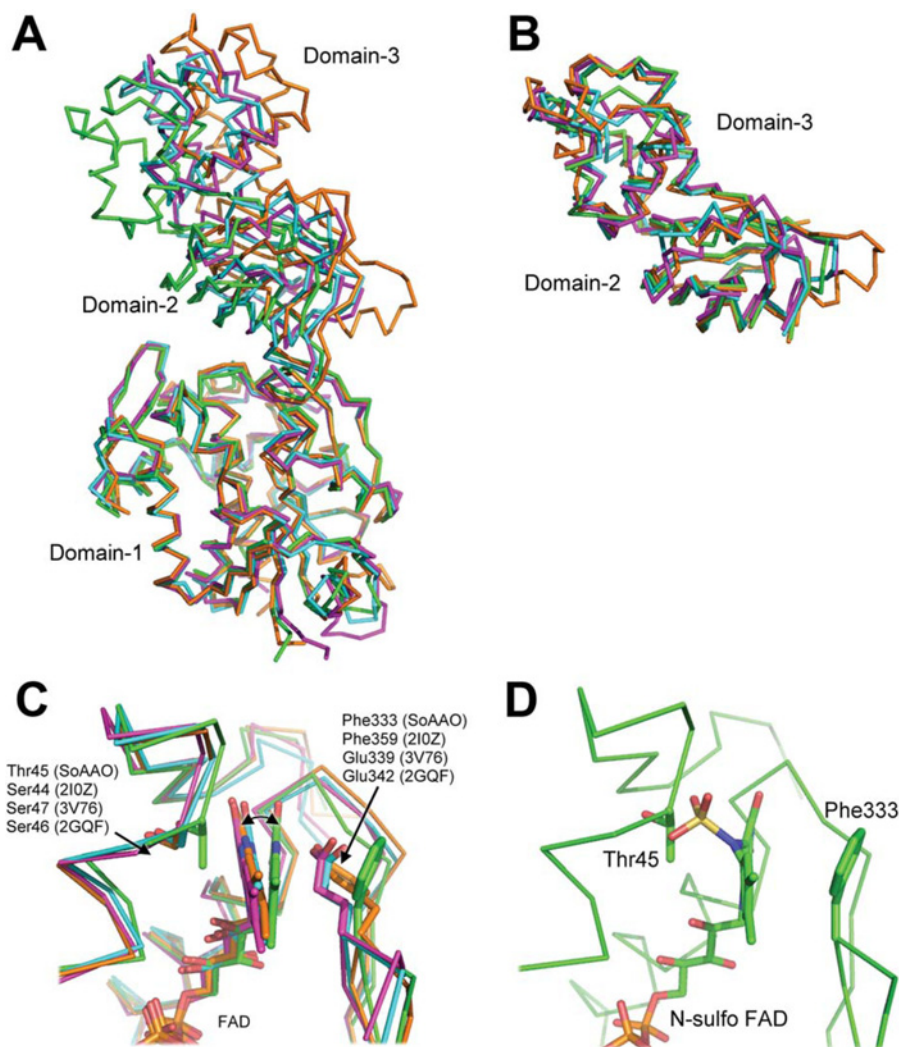 A
Domain-3
Domain-2
Domain-1
B
Domain-3
Domain-2
C
Thr45 (SoAAO)
Ser44 (2I0Z)
Ser47 (3V76)
Ser46 (2GQF)
Phe333 (SoAAO)
Phe359 (2I0Z)
Glu339 (3V76)
Glu342 (2GQF)
FAD
D
Phe333
Thr45
N-sulfo FAD